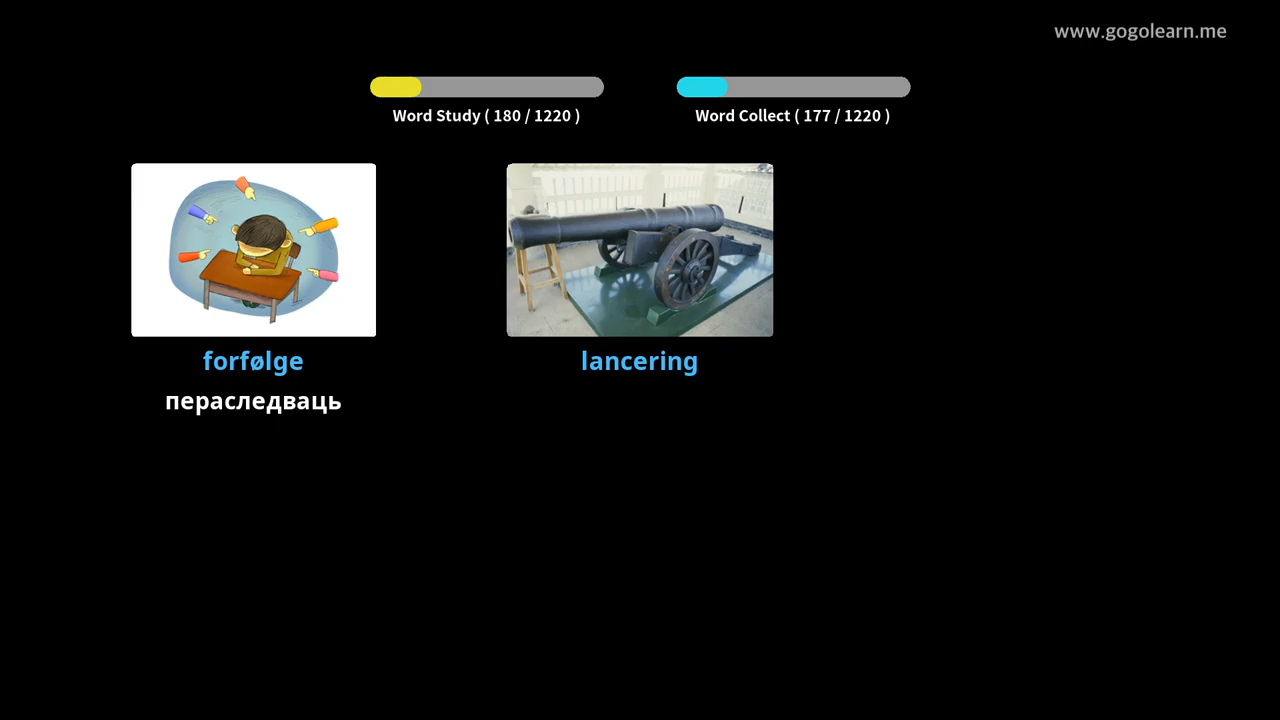 www.gogolearn.me
Word Study ( 180 / 1220 )
Word Collect ( 177 / 1220 )
forfølge
lancering
пераследваць